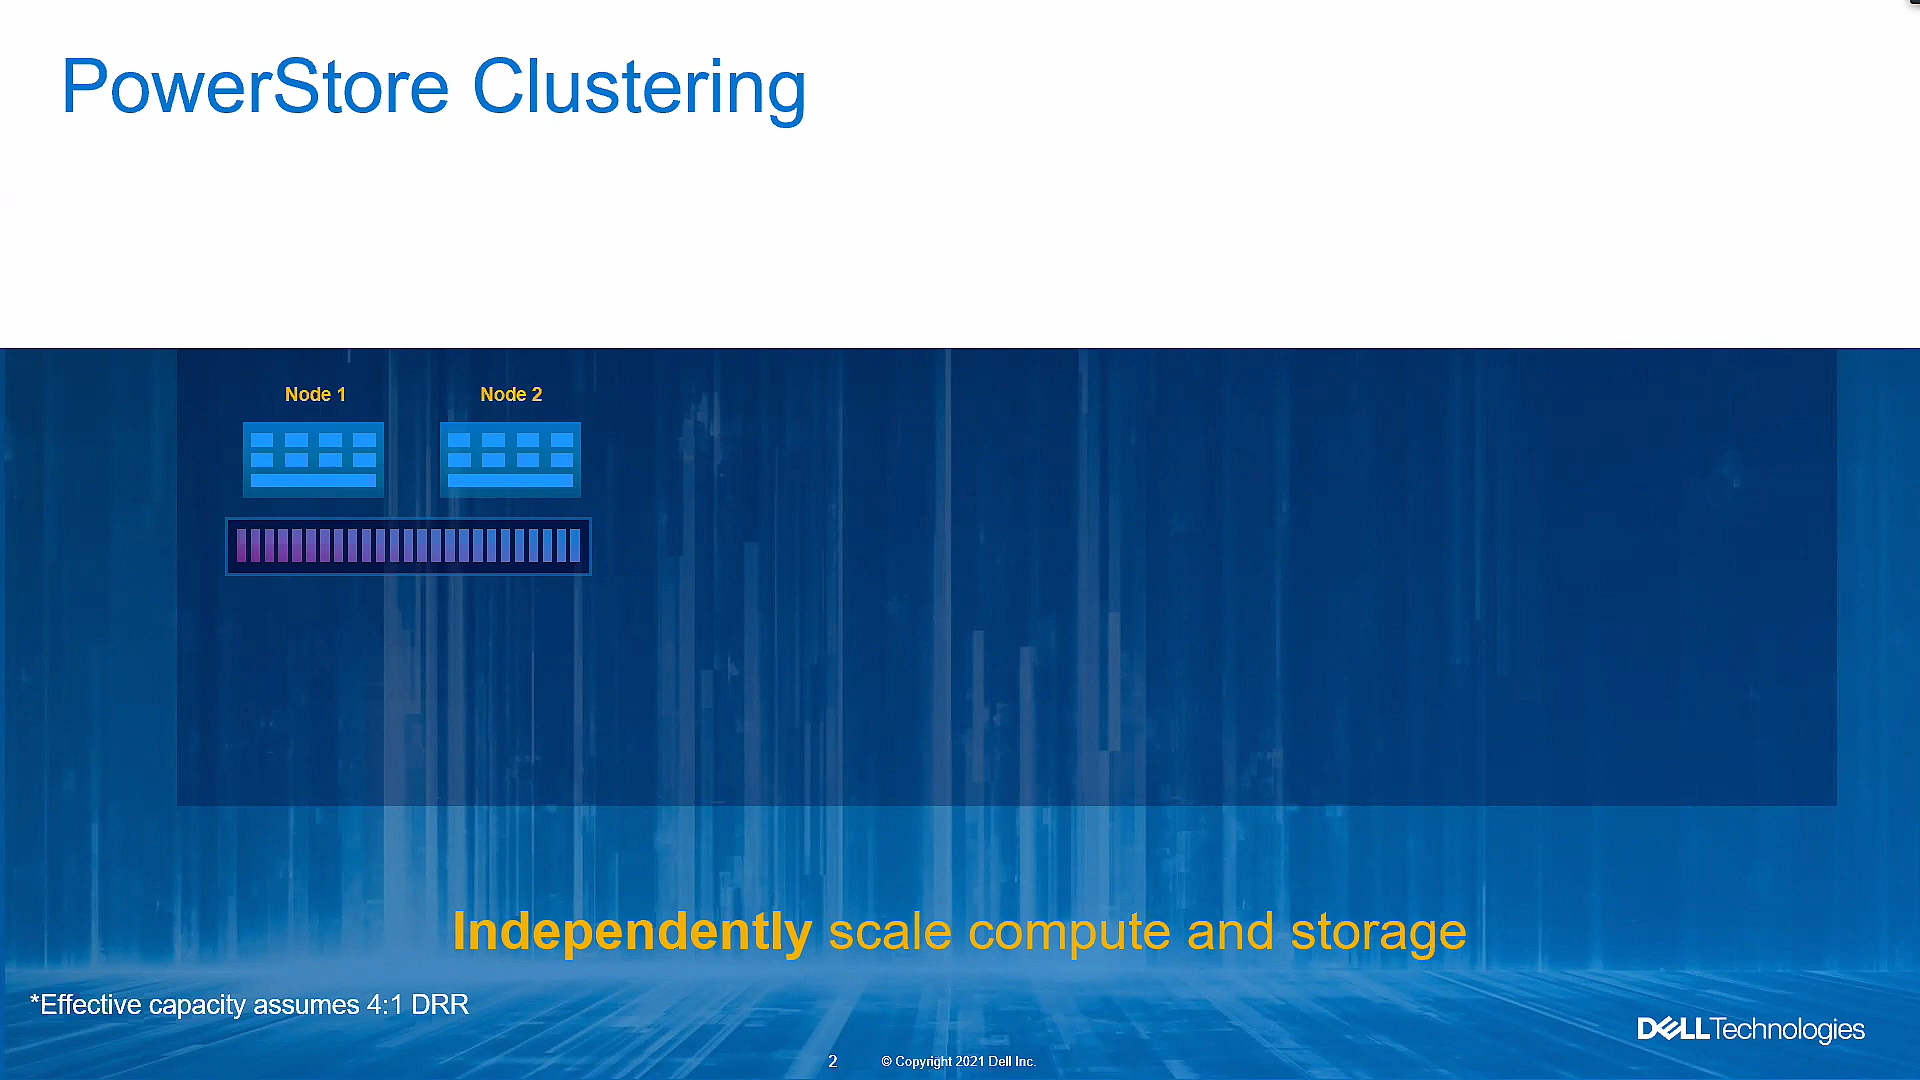 PowerStore Clustering
Node 1
Node 2
Independently scale compute and storage
*Effective capacity assumes 4:1 DRR
DELLTechnologies
2
© Copyright 2021 Dell Inc.